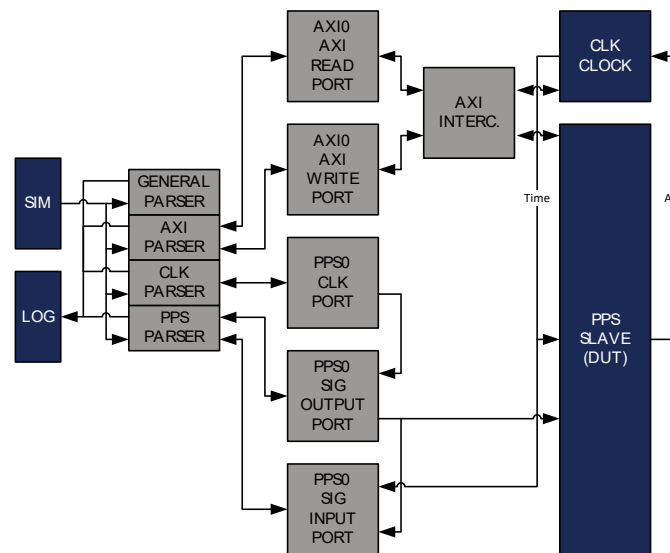 AXI0
AXI
READ
PORT
CLK
CLOCK
AXI
INTERC.
AXI0
AXI
WRITE
PORT
SIM
GENERAL
PARSER
AXI
PARSER
CLK
PARSER
PPS
PARSER
LOG
Time
A
PPS0
CLK
PORT
PPS
SLAVE
(DUT)
PPS0
SIG
OUTPUT
PORT
PPS0
SIG
INPUT
PORT